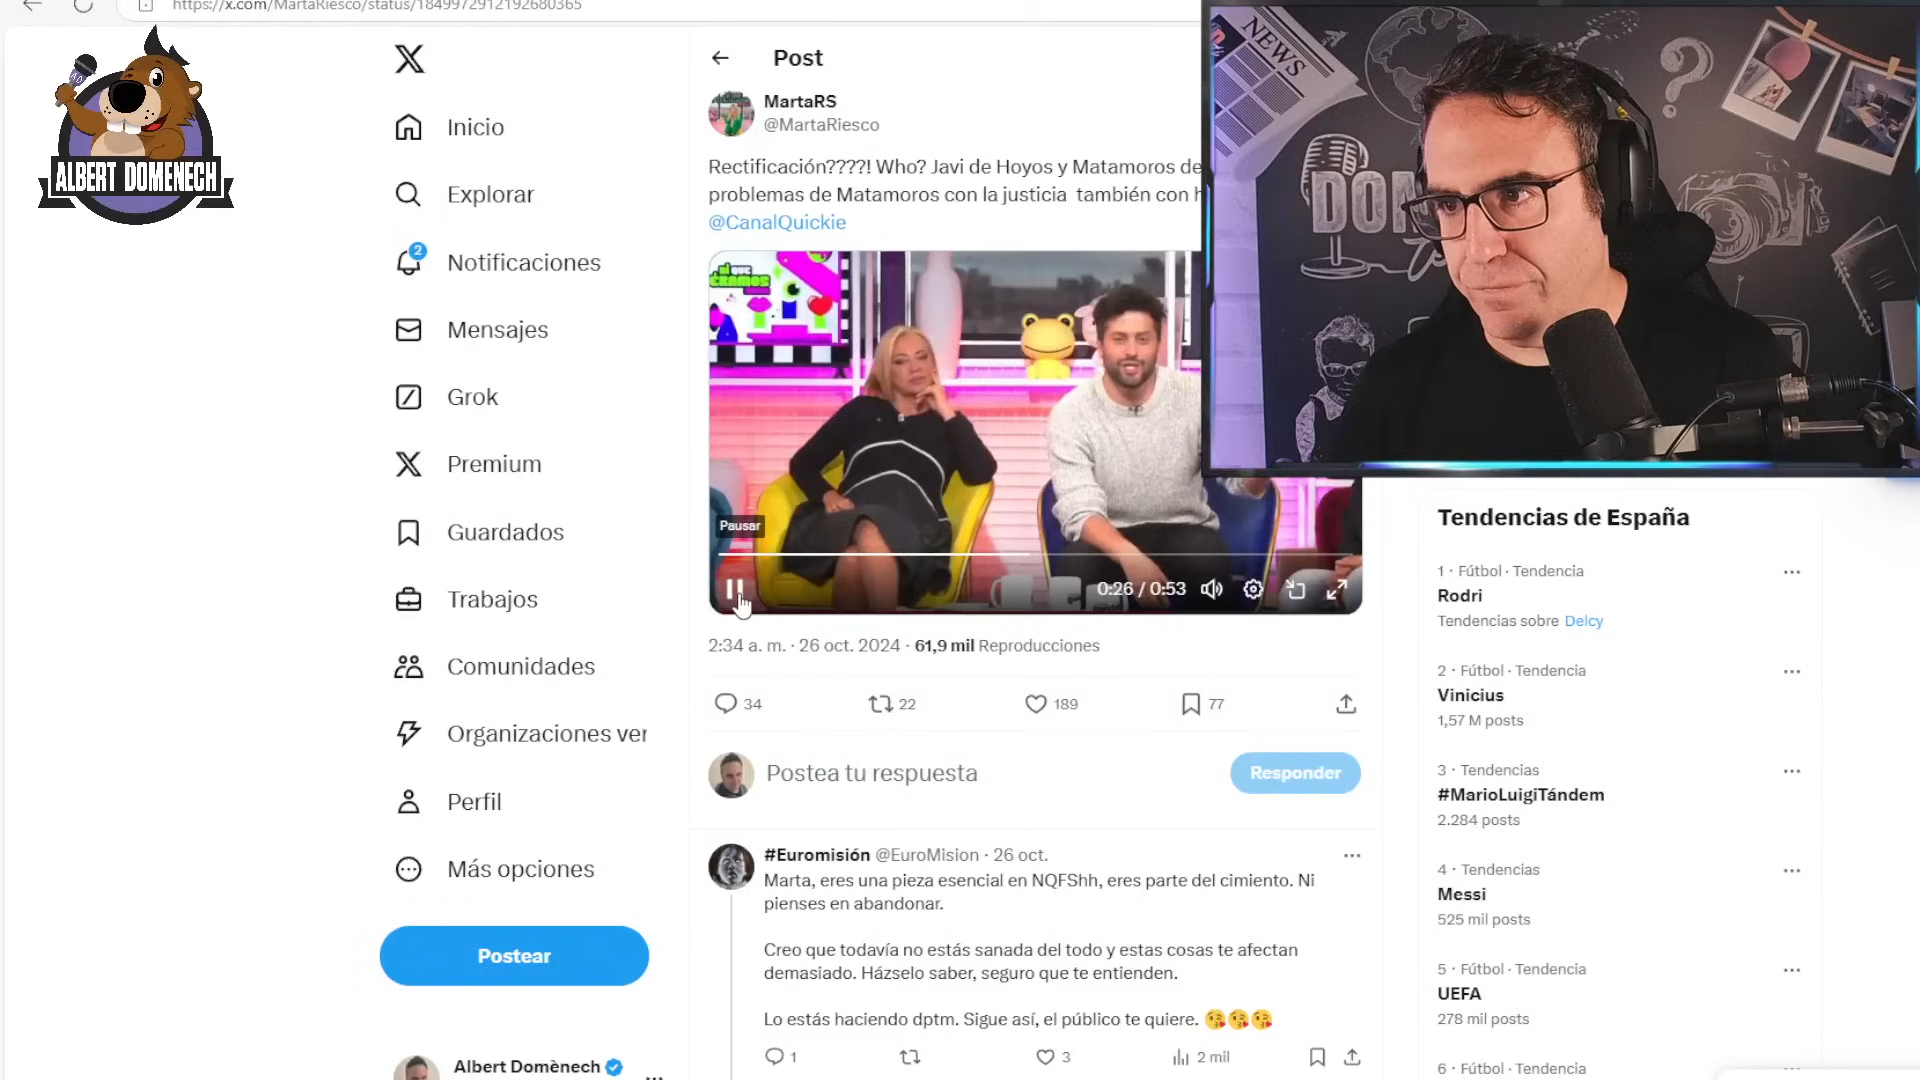 https://x.com/MartaRiesco/status/1849972912192680365
ALBERT DOMÈNECH
Inicio
Explorar
2
Notificaciones
Mensajes
Grok
Premium
Guardados
Trabajos
Comunidades
Organizaciones ver
Perfil
Más opciones
Postear
Albert Domènech
Post
MartaRS
@MartaRiesco
Rectificación????! Who? Javi de Hoyos y Matamoros de
problemas de Matamoros con la justicia también con h
@CanalQuickie
Pausar
0:26 / 0:53
2:34 a. m. · 26 oct. 2024 · 61,9 mil Reproducciones
34
22
189
77
Postea tu respuesta
Responder
#Euromisión @EuroMision · 26 oct.
Marta, eres una pieza esencial en NQFShh, eres parte del cimiento. Ni
pienses en abandonar.
Creo que todavía no estás sanada del todo y estas cosas te afectan
demasiado. Házselo saber, seguro que te entienden.
Lo estás haciendo dptm. Sigue así, el público te quiere. 😘😘😘
1
3
2 mil
NEWS
Tendencias de España
1 · Fútbol · Tendencia
Rodri
Tendencias sobre Delcy
2 · Fútbol · Tendencia
Vinicius
1,57 M posts
3 · Tendencias
#MarioLuigiTándem
2.284 posts
4 · Tendencias
Messi
525 mil posts
5 · Fútbol · Tendencia
UEFA
278 mil posts
6 · Fútbol · Tendencia